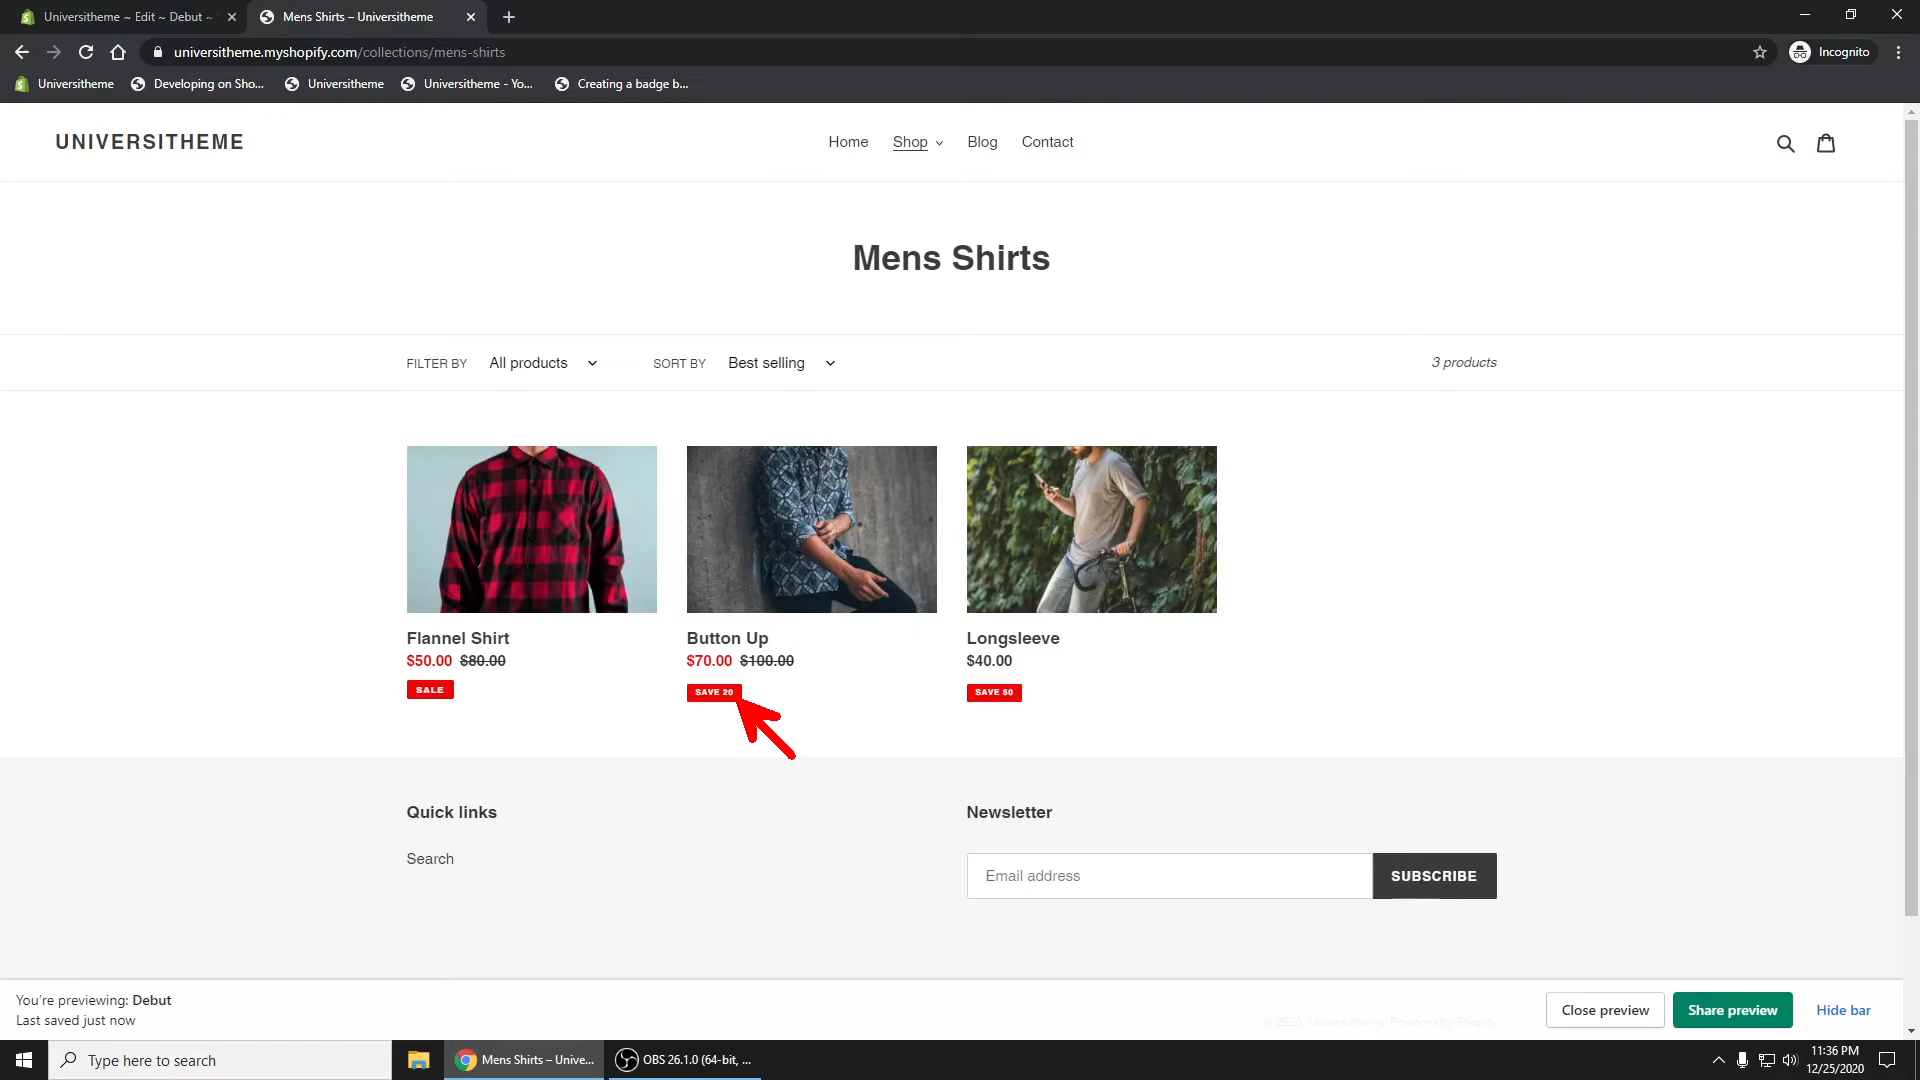 Universitheme ~ Edit ~ Debut ~
Mens Shirts – Universitheme
universitheme.myshopify.com/collections/mens-shirts
Incognito
Universitheme
Developing on Sho...
Universitheme
Universitheme - Yo...
Creating a badge b...
UNIVERSITHEME
Home
Shop
Blog
Contact
Mens Shirts
FILTER BY
All products
SORT BY
Best selling
3 products
Flannel Shirt
$50.00 $80.00
SALE
Button Up
$70.00 $100.00
SAVE 20
Longsleeve
$40.00
SAVE 50
Quick links
Search
Newsletter
Email address
SUBSCRIBE
You're previewing: Debut
Last saved just now
© 2020, Universitheme Powered by Shopify
Close preview
Share preview
Hide bar
Type here to search
Mens Shirts – Unive...
OBS 26.1.0 (64-bit, ...
11:36 PM
12/25/2020